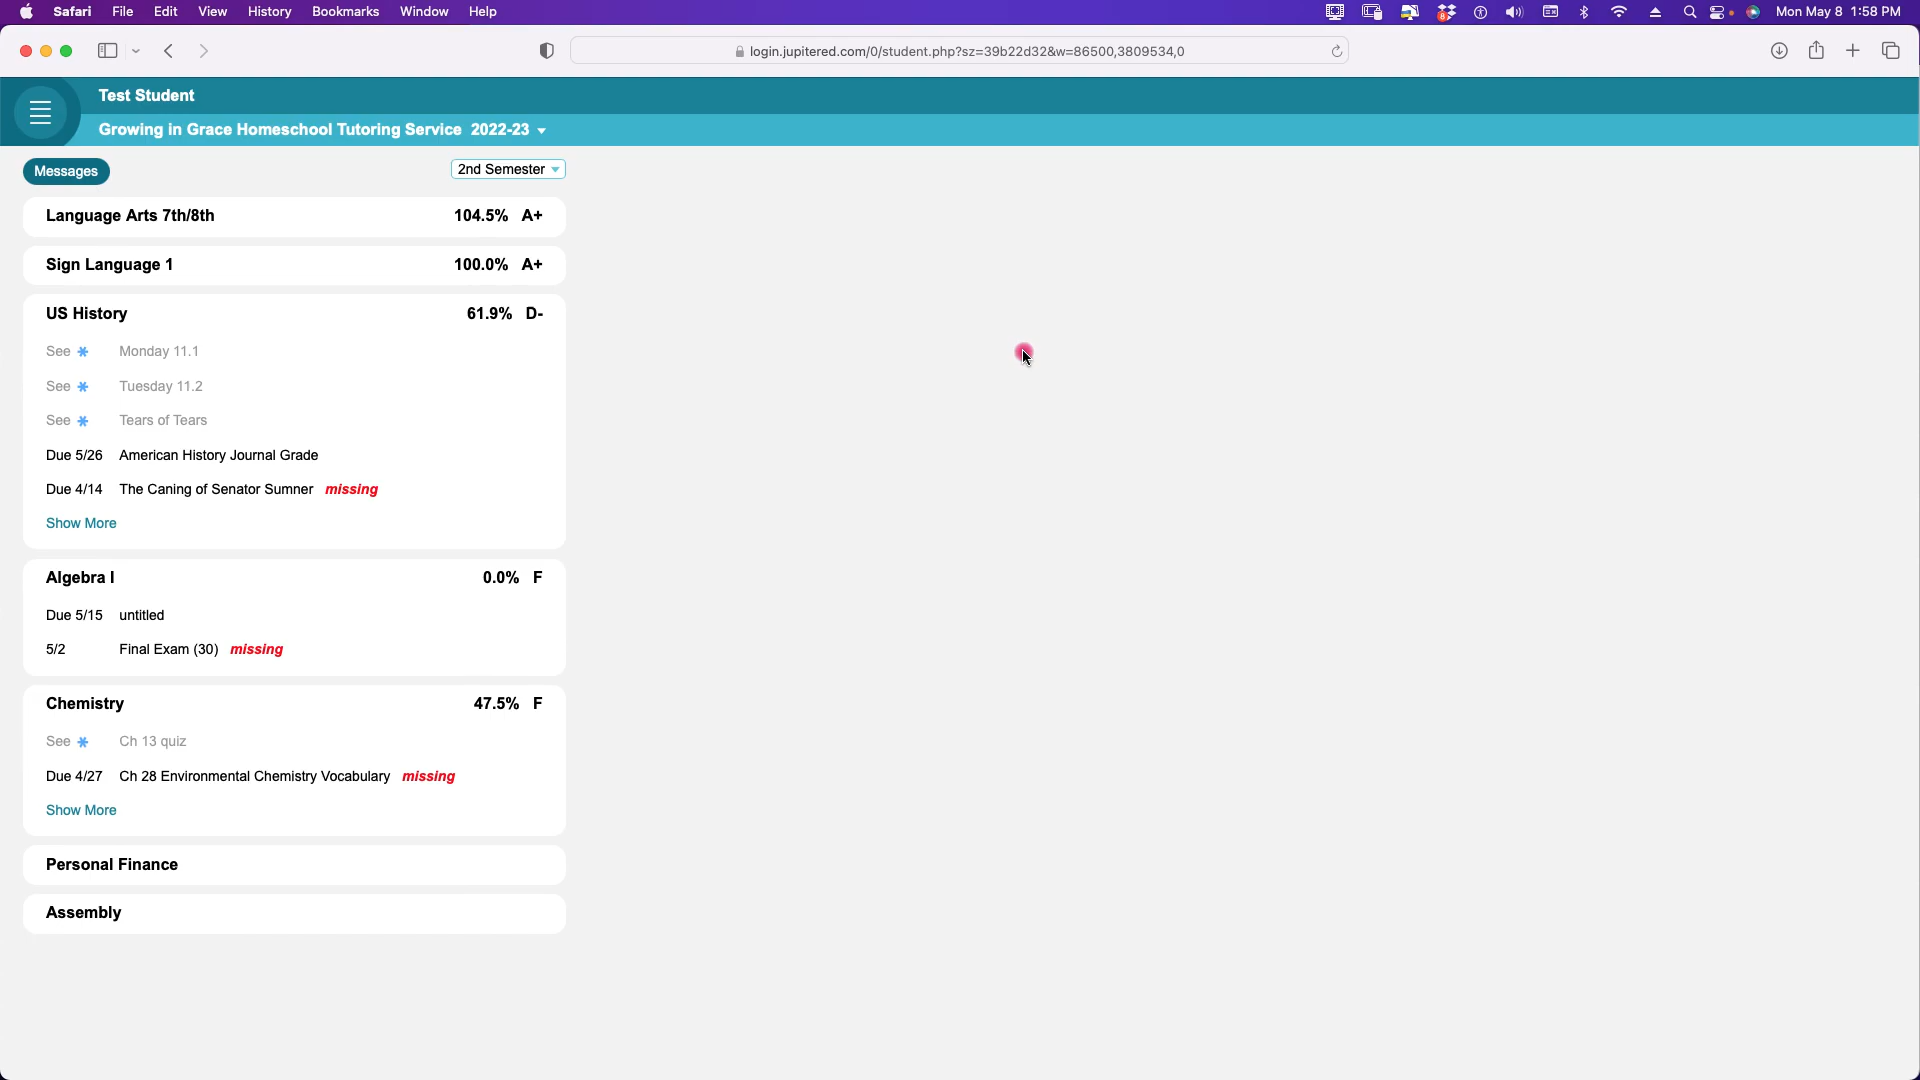 Safari File Edit View History Bookmarks Window Help Mon May 8 1:58 PM
login.jupitered.com/0/student.php?sz=39b22d32&w=86500,3809534,0
Test Student
Growing in Grace Homeschool Tutoring Service 2022-23
Messages 2nd Semester
Language Arts 7th/8th 104.5% A+
Sign Language 1 100.0% A+
US History 61.9% D-
See * Monday 11.1
See * Tuesday 11.2
See * Tears of Tears
Due 5/26 American History Journal Grade
Due 4/14 The Caning of Senator Sumner missing
Show More
Algebra I 0.0% F
Due 5/15 untitled
5/2 Final Exam (30) missing
Chemistry 47.5% F
See * Ch 13 quiz
Due 4/27 Ch 28 Environmental Chemistry Vocabulary missing
Show More
Personal Finance
Assembly